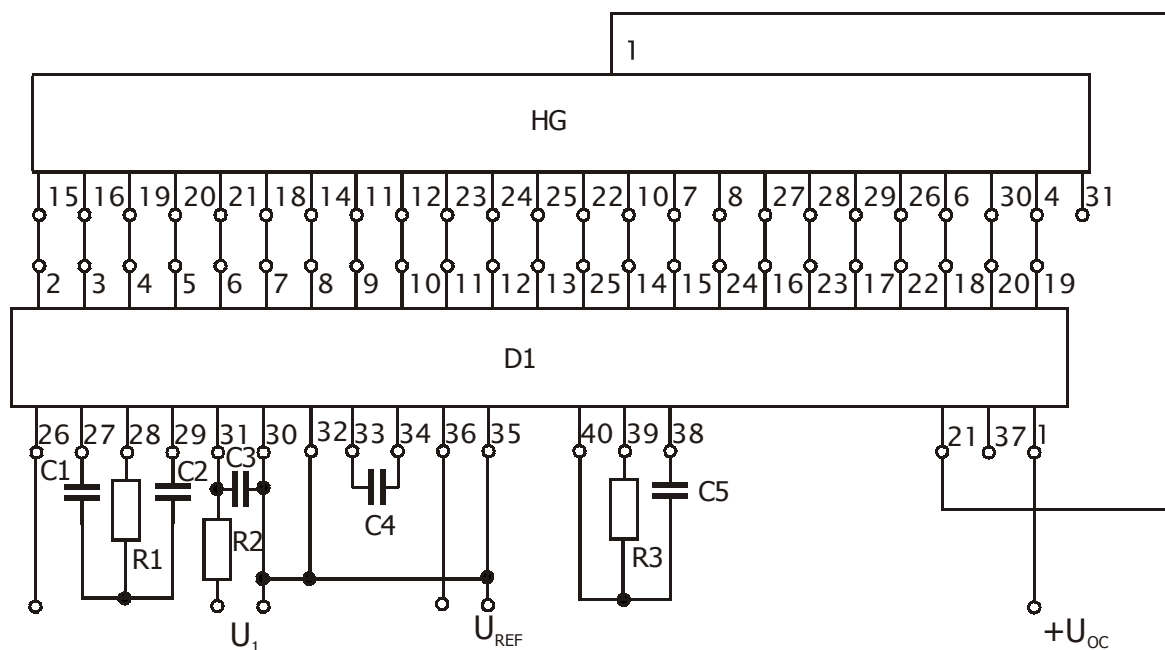 1
HG
15 16 19 20 21 18 14 11 12 23 24 25 22 10 7 8 27 28 29 26 6 30 4 31
2 3 4 5 6 7 8 9 10 11 12 13 25 14 15 24 16 23 17 22 18 20 19
D1
26 27 28 29 31 30 32 33 34 36 35 40 39 38 21 37 1
C1 C2 C3
C5
C4
R1 R2 R3
U₁ U_REF +U_OC